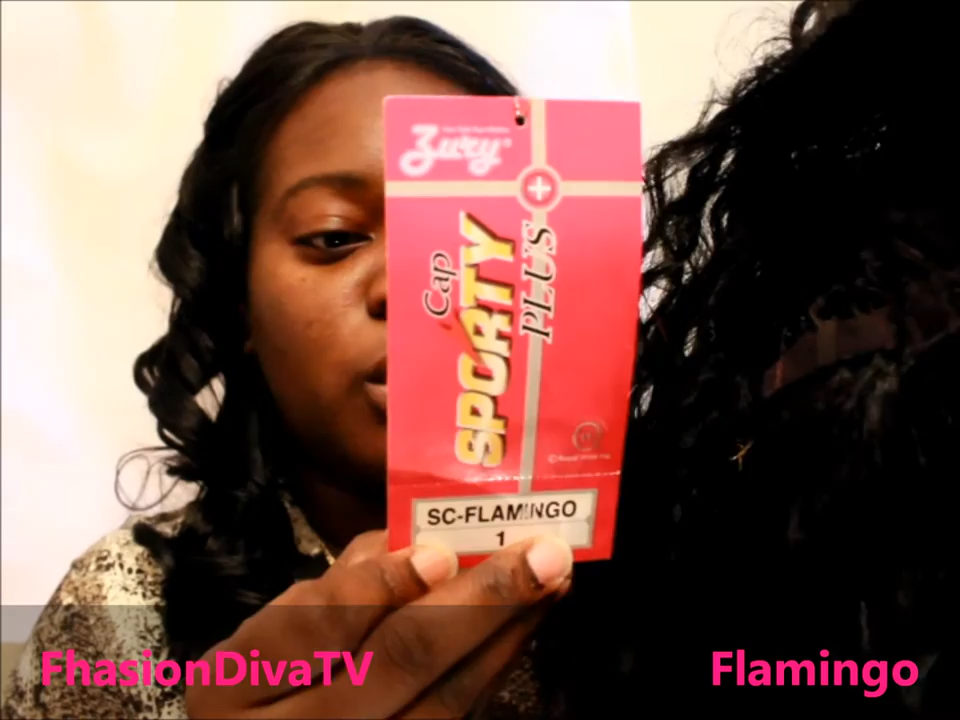 Zury
Cap
SPORTY
PLUS
SC-FLAMINGO
1
FhasionDivaTV
Flamingo